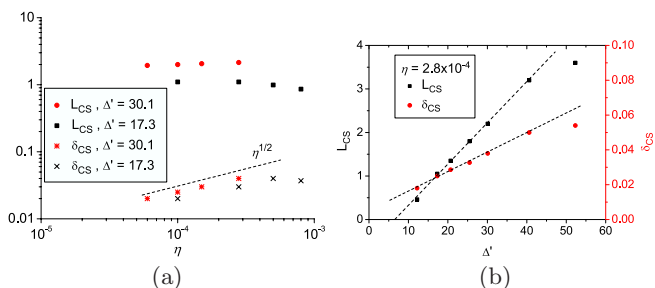 (a)
10
1
0.1
0.01
L_CS , Δ' = 30.1
L_CS , Δ' = 17.3
δ_CS , Δ' = 30.1
δ_CS , Δ' = 17.3
η^1/2
10^-5
10^-4
10^-3
η
(a)
(b)
4
3
2
1
0
L_CS
η = 2.8x10^-4
L_CS
δ_CS
0.10
0.08
0.06
0.04
0.02
0.00
δ_CS
0 10 20 30 40 50 60
Δ'
(b)